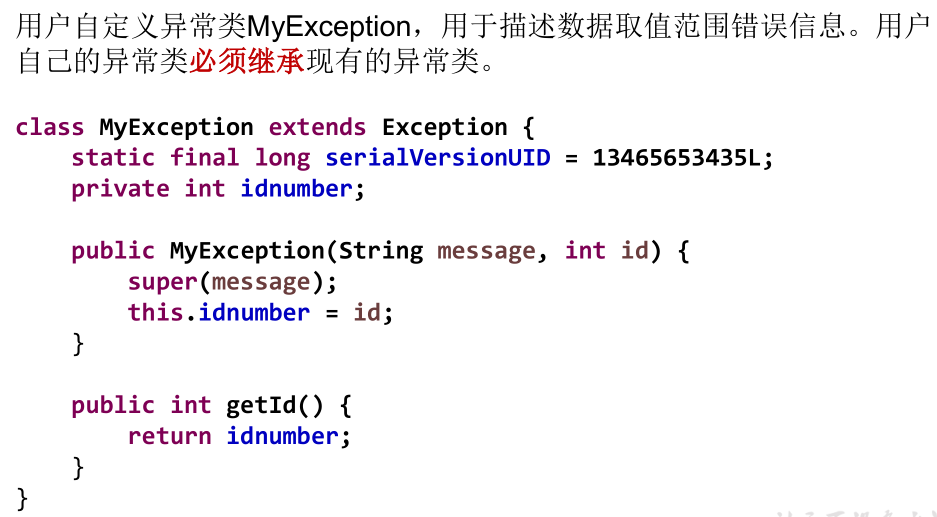 用户自定义异常类MyException，用于描述数据取值范围错误信息。用户
自己的异常类必须继承现有的异常类。
class MyException extends Exception {
    static final long serialVersionUID = 13465653435L;
    private int idnumber;
    public MyException(String message, int id) {
        super(message);
        this.idnumber = id;
    }
    public int getId() {
        return idnumber;
    }
}